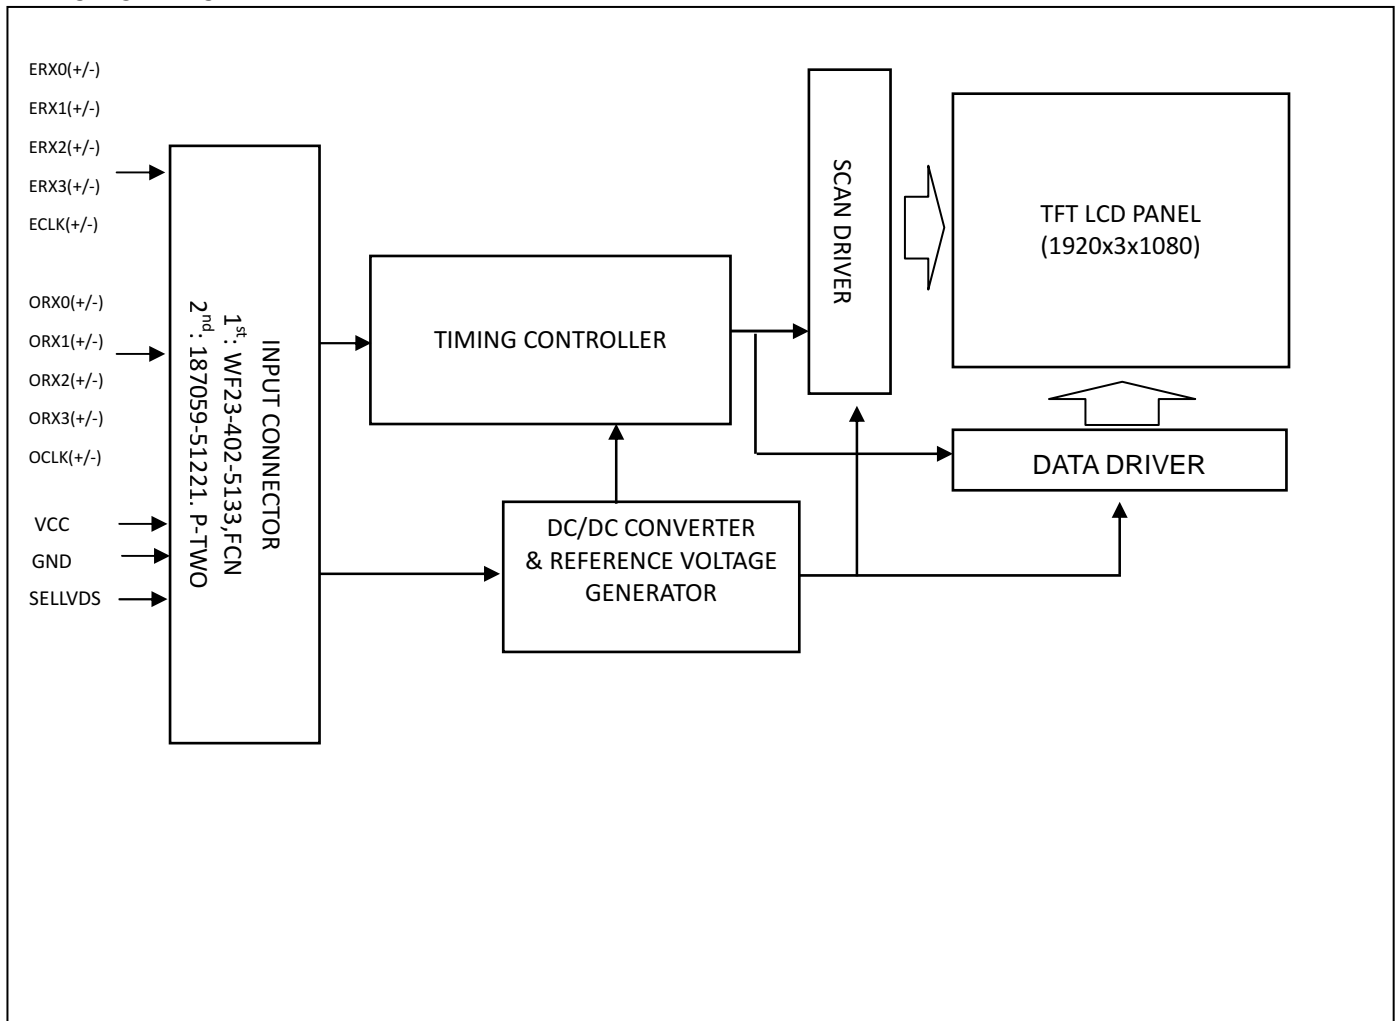 ERX0(+/-)
ERX1(+/-)
ERX2(+/-)
ERX3(+/-)
ECLK(+/-)
ORX0(+/-)
ORX1(+/-)
ORX2(+/-)
ORX3(+/-)
OCLK(+/-)
VCC
GND
SELLVDS
INPUT CONNECTOR
1st: WF23-402-5133,FCN
2nd: 187059-51221. P-TWO
TIMING CONTROLLER
DC/DC CONVERTER
& REFERENCE VOLTAGE
GENERATOR
SCAN DRIVER
TFT LCD PANEL
(1920x3x1080)
DATA DRIVER